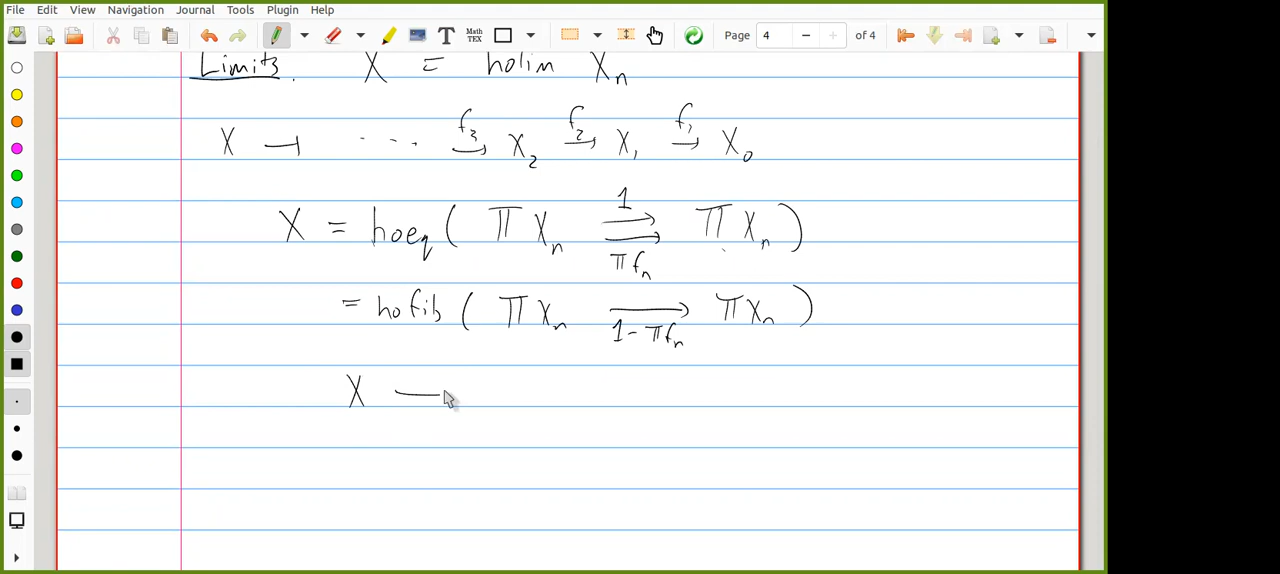 File Edit View Navigation Journal Tools Plugin Help
Page 4 of 4
Limits. X = holim Xₙ
X → ⋯ →^{f₃} X₂ →^{f₂} X₁ →^{f₁} X₀
X = hoeq( ΠXₙ ⇉^{1}_{πfₙ} ΠXₙ )
= hofib( ΠXₙ →_{1-πfₙ} ΠXₙ )
X —